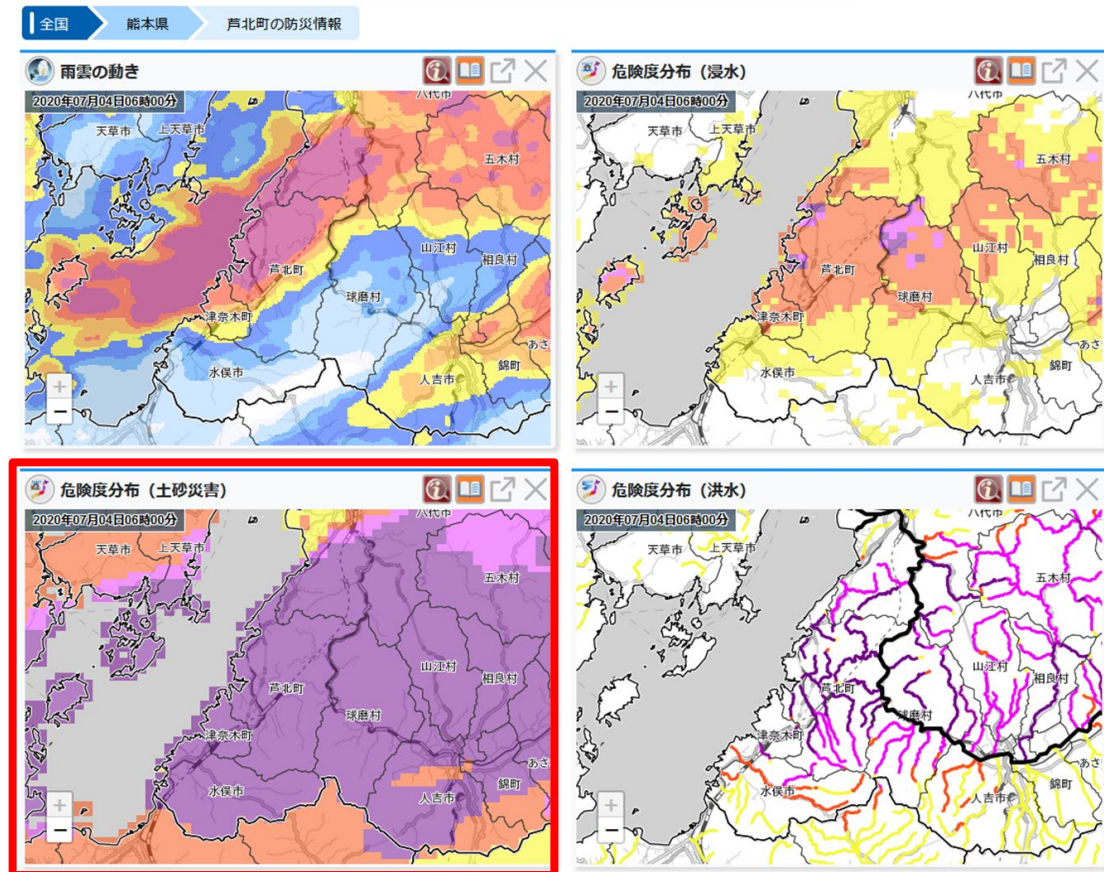 全国
熊本県
芦北町の防災情報
雨雲の動き
2020年07月04日06時00分
八代市
天草市
上天草市
五木村
山江村
相良村
芦北町
球磨村
津奈木町
あさ
錦町
水俣市
人吉市
+
−
危険度分布（浸水）
2020年07月04日06時00分
八代市
天草市
上天草市
五木村
山江村
相良村
芦北町
球磨村
津奈木町
あさ
錦町
水俣市
人吉市
+
−
危険度分布（土砂災害）
2020年07月04日06時00分
八代市
天草市
上天草市
五木村
山江村
相良村
芦北町
球磨村
津奈木町
あさ
錦町
水俣市
人吉市
+
−
危険度分布（洪水）
2020年07月04日06時00分
八代市
天草市
上天草市
五木村
山江村
相良村
芦北町
球磨村
津奈木町
あさ
錦町
水俣市
人吉市
+
−